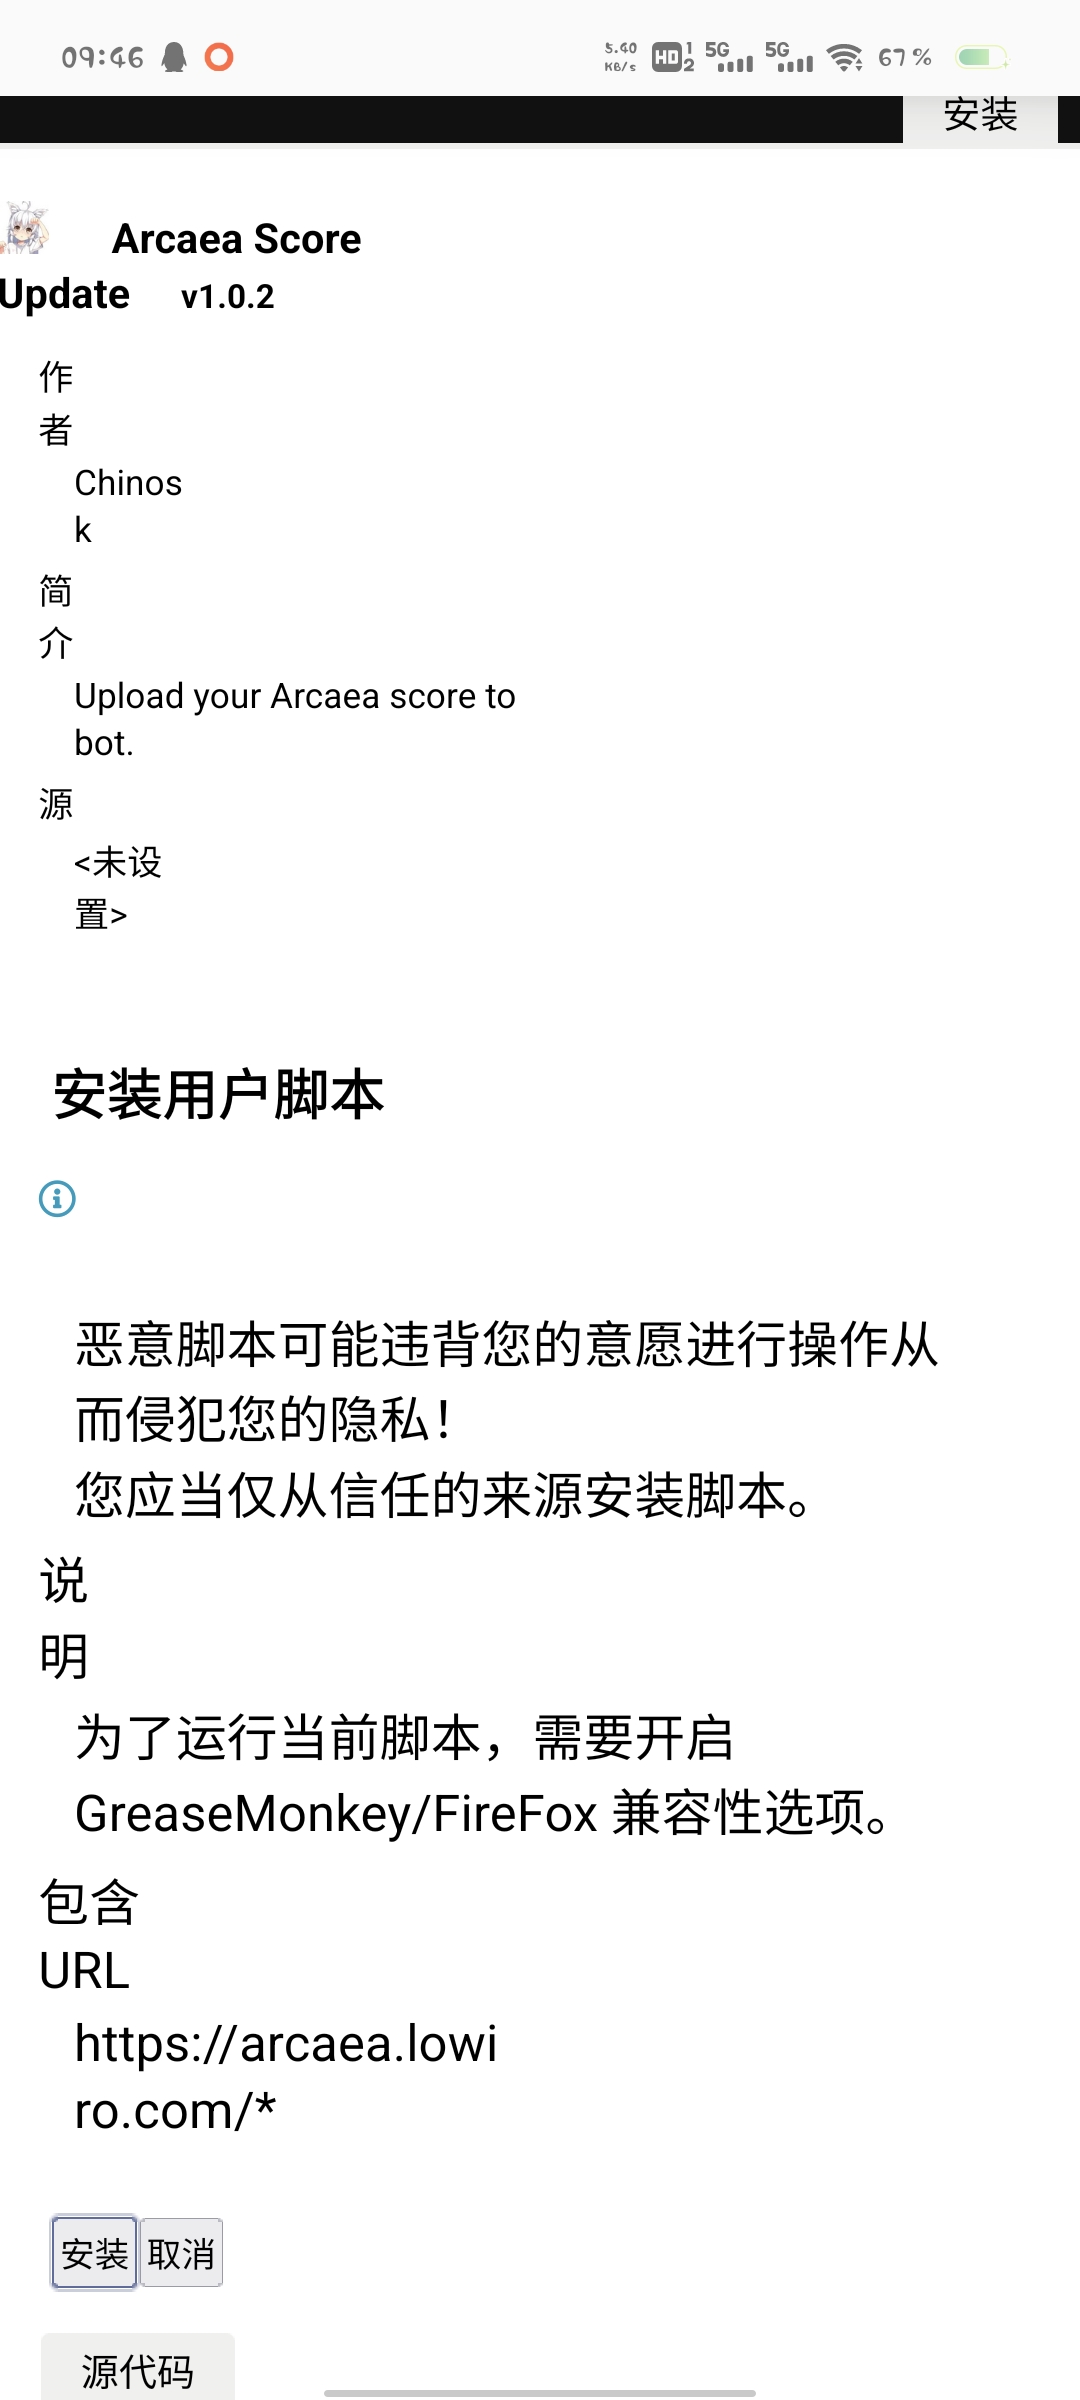 09:46 5.40 KB/s HD 1 2 5G 5G 67%
安装
Arcaea Score
Update v1.0.2
作
者
Chinos
k
简
介
Upload your Arcaea score to
bot.
源
<未设
置>
安装用户脚本
恶意脚本可能违背您的意愿进行操作从
而侵犯您的隐私！
您应当仅从信任的来源安装脚本。
说
明
为了运行当前脚本，需要开启
GreaseMonkey/FireFox 兼容性选项。
包含
URL
https://arcaea.lowi
ro.com/*
安装 取消
源代码